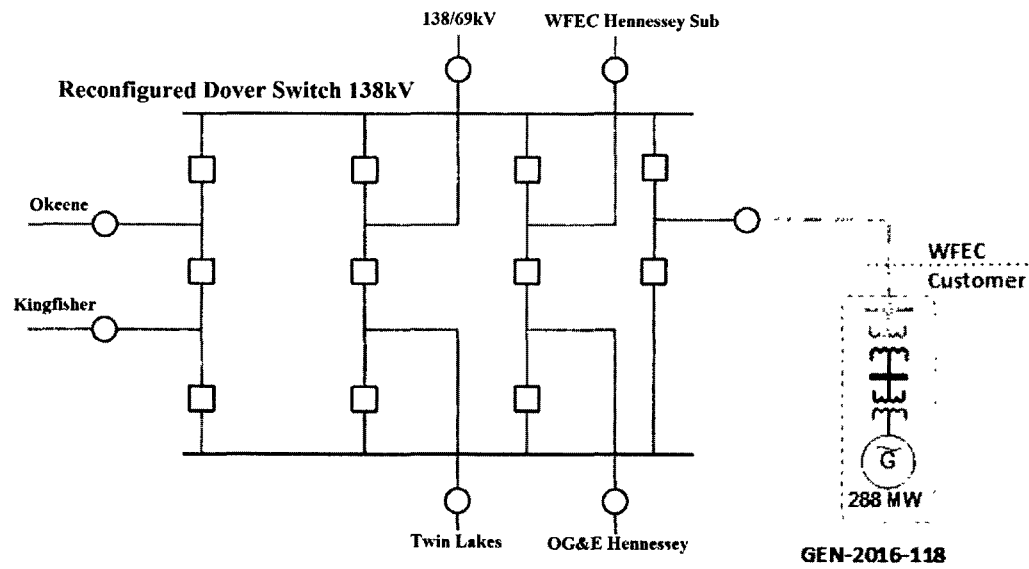 138/69kV
WFEC Hennessey Sub
Reconfigured Dover Switch 138kV
Okeene
Kingfisher
WFEC
Customer
G
288 MW
Twin Lakes
OG&E Hennessey
GEN-2016-118